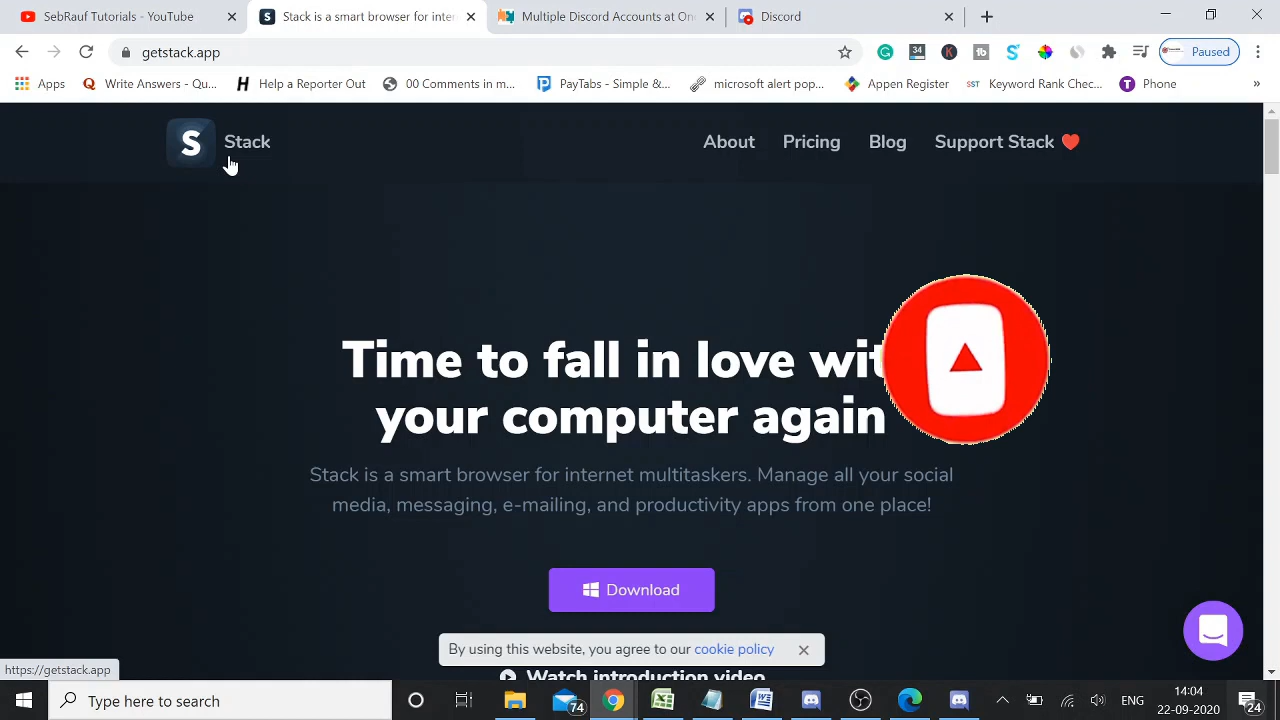 SebRauf Tutorials - YouTube
Stack is a smart browser for inter
Multiple Discord Accounts at On
Discord
getstack.app
34
Paused
Apps
Write Answers - Qu...
Help a Reporter Out
00 Comments in m...
PayTabs - Simple &...
microsoft alert pop...
Appen Register
SST
Keyword Rank Chec...
Phone
S Stack
About
Pricing
Blog
Support Stack
Time to fall in love wit
your computer again
Stack is a smart browser for internet multitaskers. Manage all your social
media, messaging, e-mailing, and productivity apps from one place!
Download
By using this website, you agree to our cookie policy
Watch introduction video
https://getstack.app
Type here to search
74
ENG
14:04
22-09-2020
24